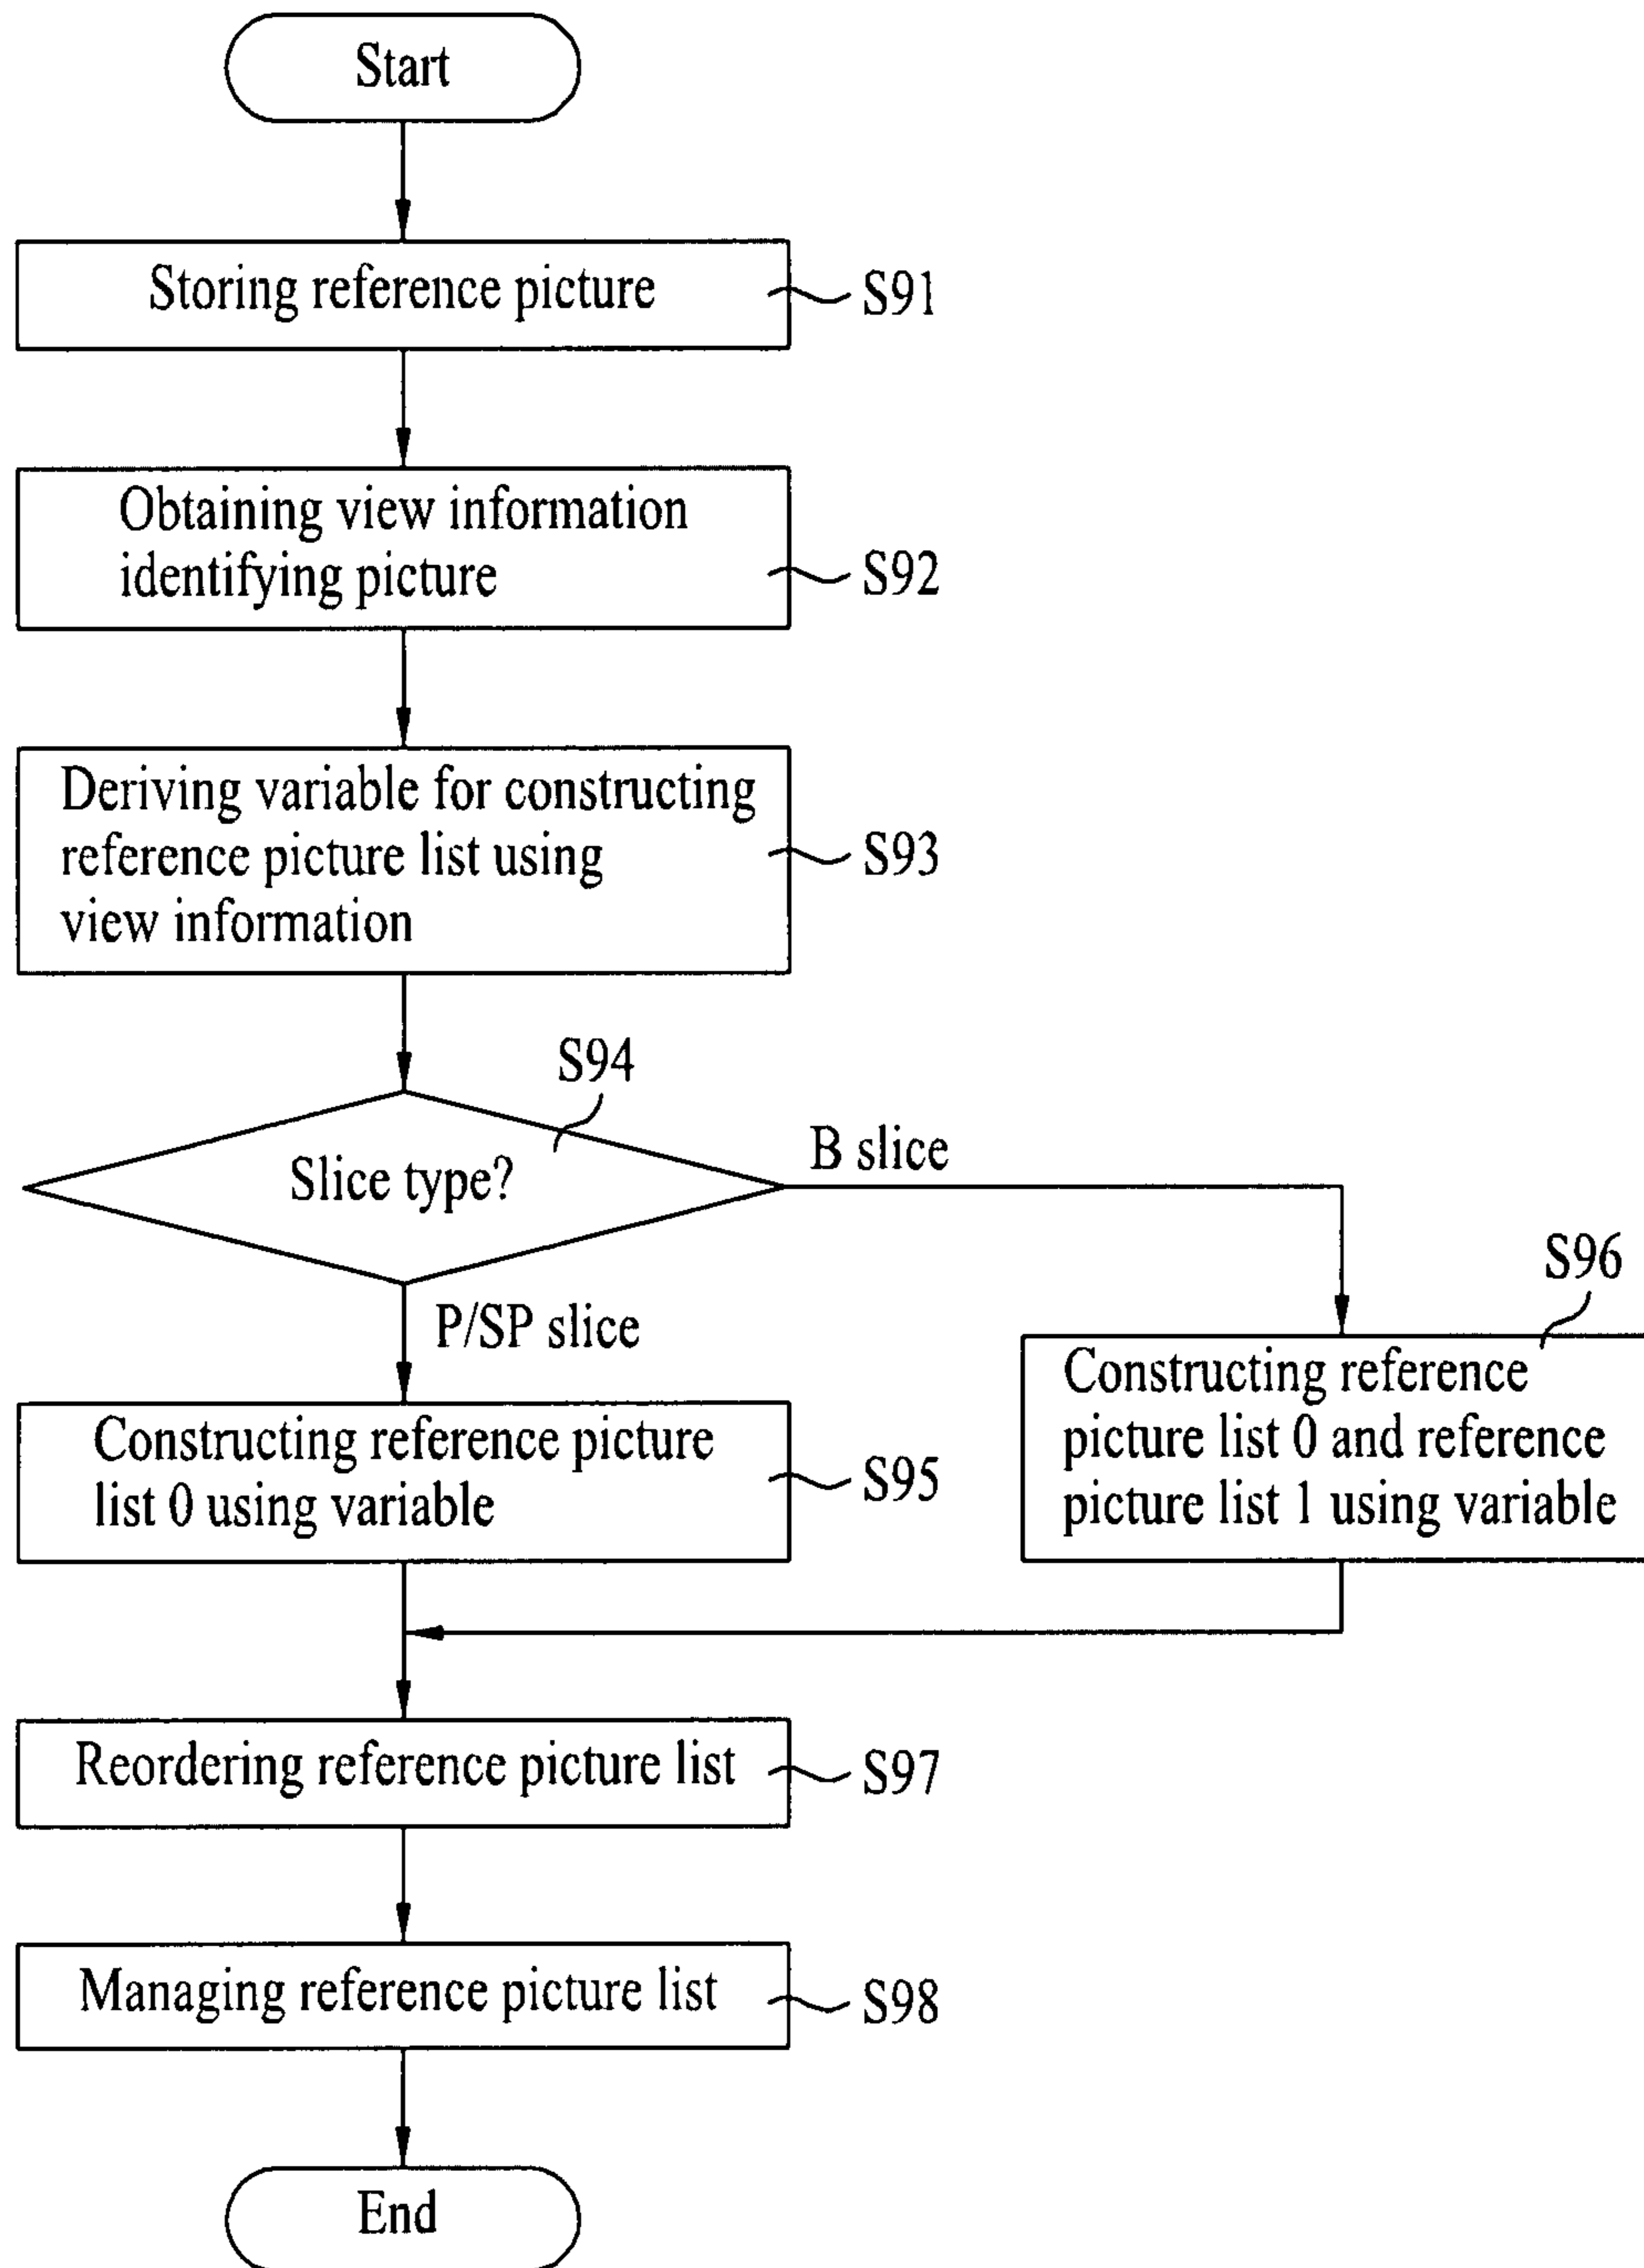 Start
Storing reference picture
S91
Obtaining view information
identifying picture
S92
Deriving variable for constructing
reference picture list using
view information
S93
S94
Slice type?
B slice
P/SP slice
S96
Constructing reference
picture list 0 and reference
picture list 1 using variable
Constructing reference picture
list 0 using variable
S95
Reordering reference picture list
S97
Managing reference picture list
S98
End